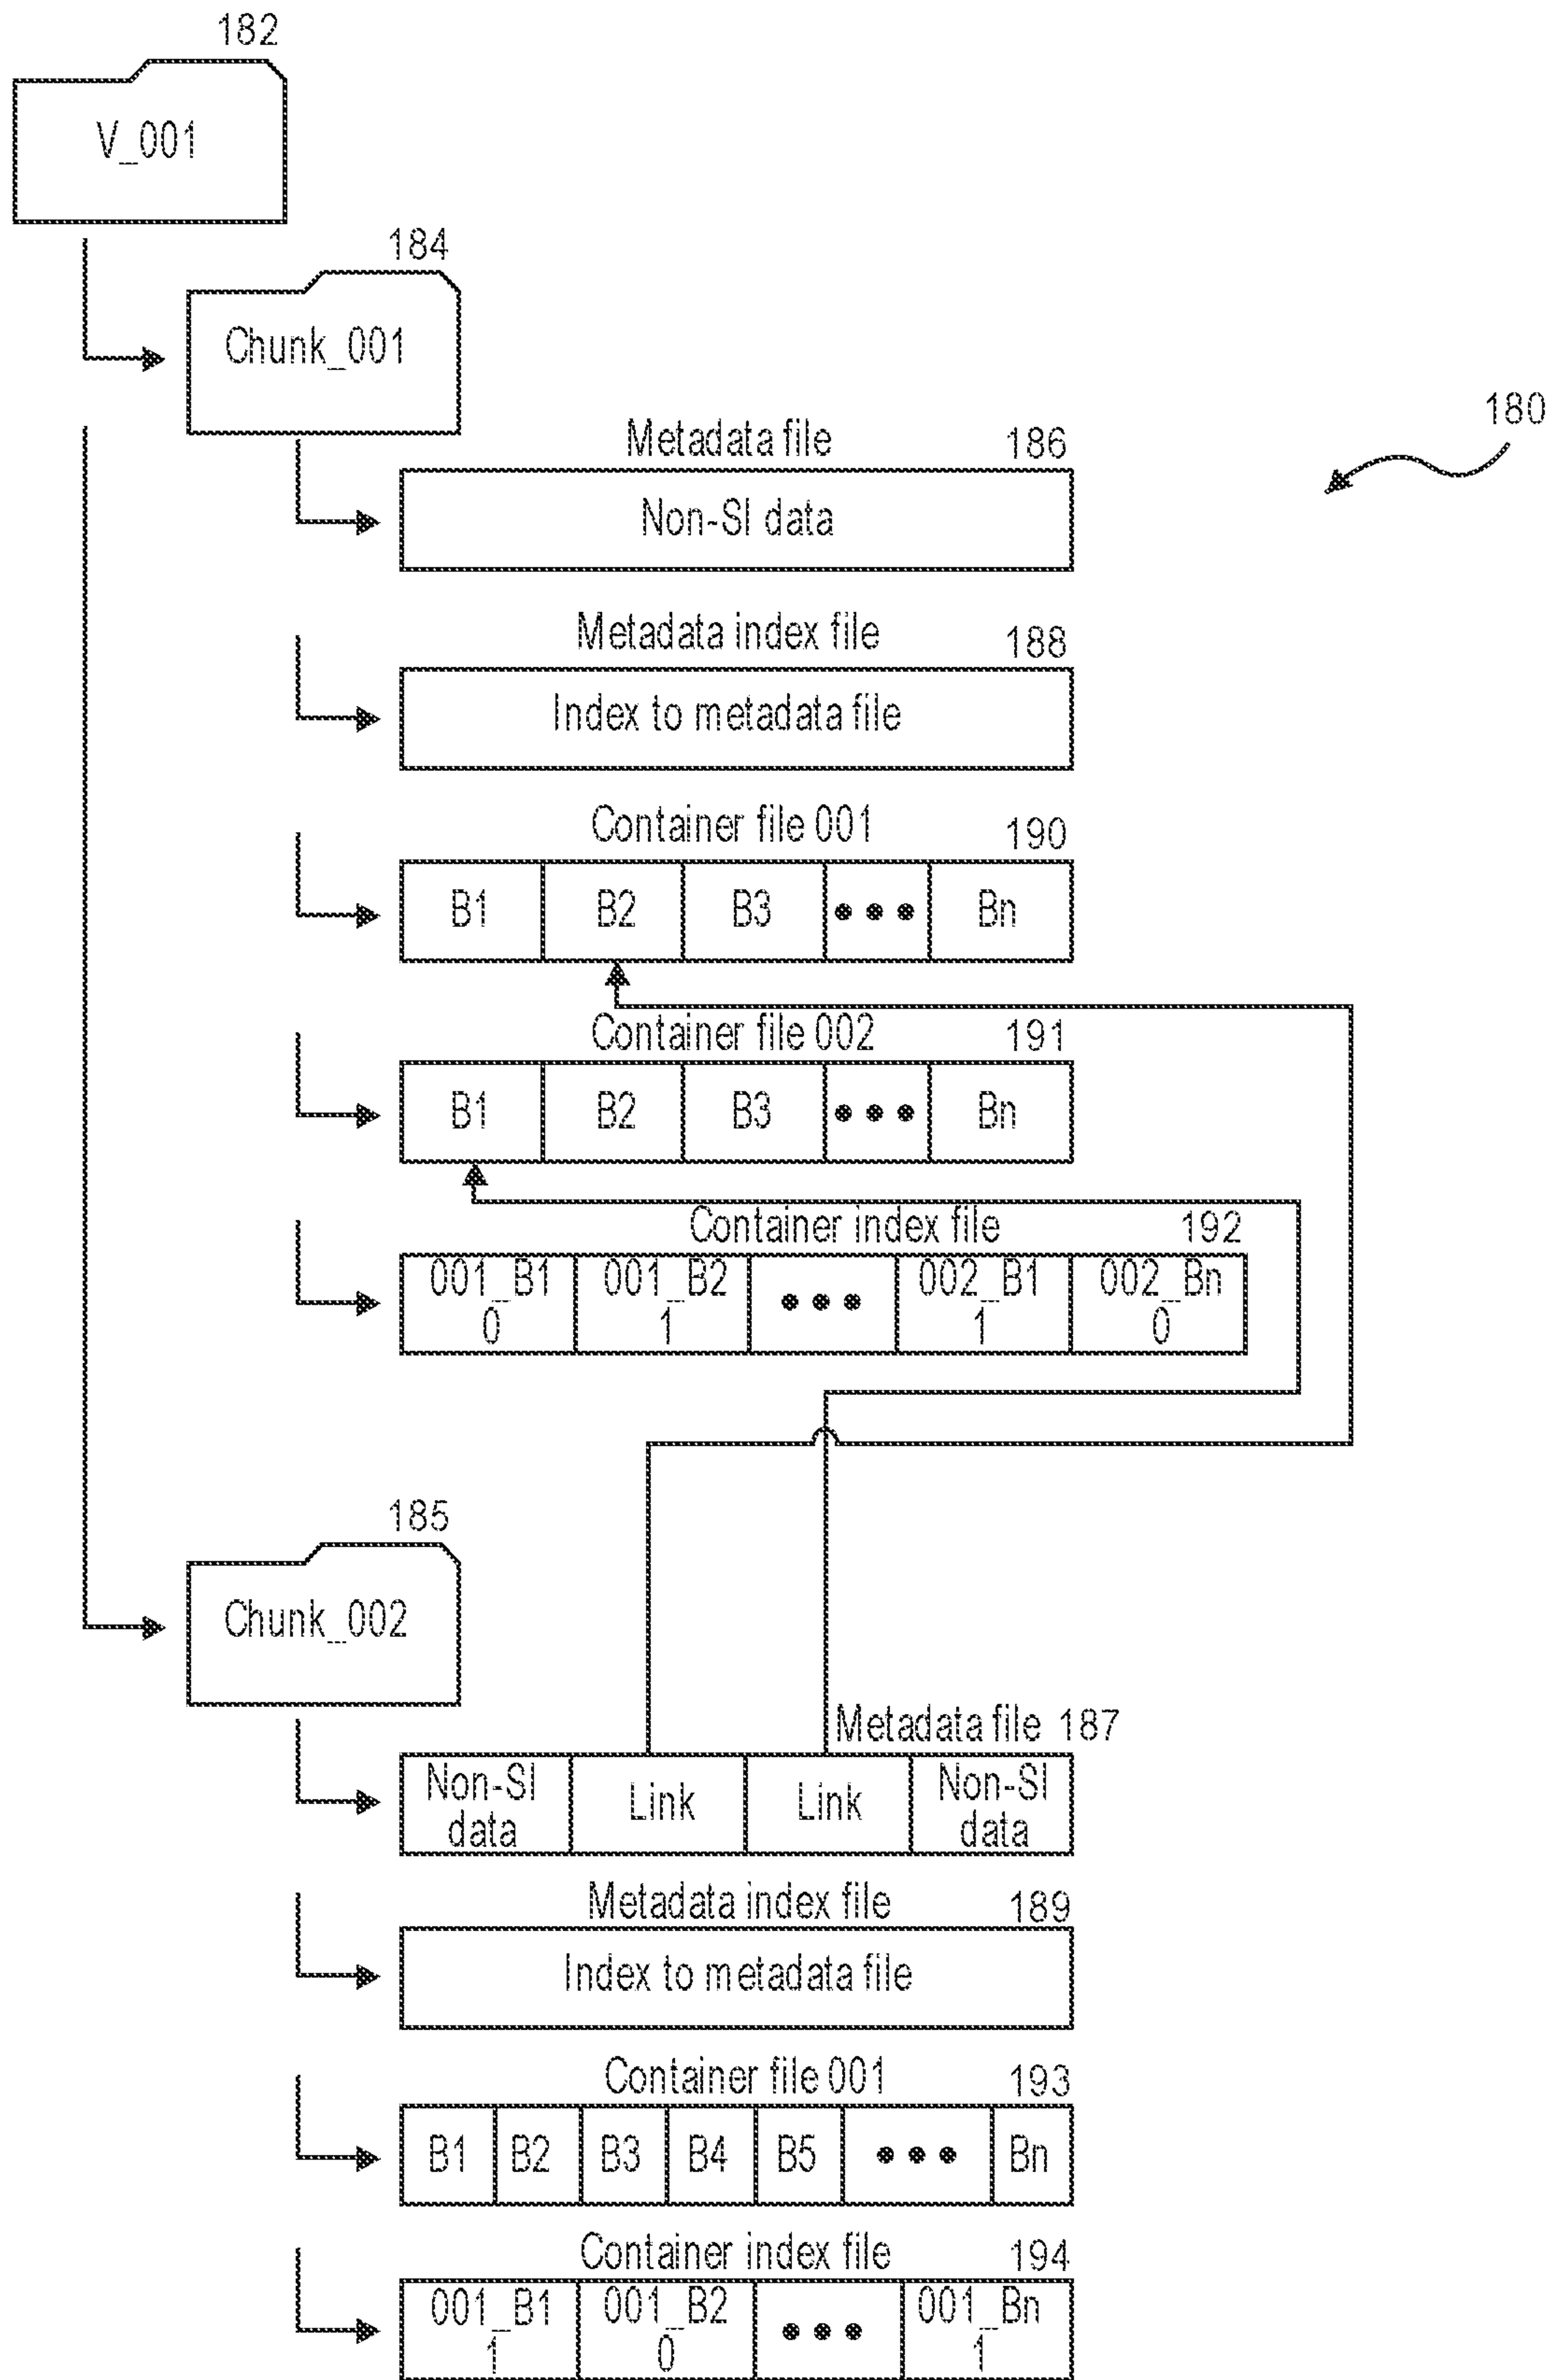 182
V_001
184
Chunk_001
180
Metadata file 186
Non-SI data
Metadata index file 188
Index to metadata file
Container file 001 190
B1 B2 B3 ●●● Bn
Container file 002 191
B1 B2 B3 ●●● Bn
Container index file 192
001_B1 001_B2 ●●● 002_B1 002_Bn
0 1 1 0
185
Chunk_002
Metadata file 187
Non-SI Link Link Non-SI
data data
Metadata index file 189
Index to metadata file
Container file 001 193
B1 B2 B3 B4 B5 ●●● Bn
Container index file 194
001_B1 001_B2 ●●● 001_Bn
1 0 1